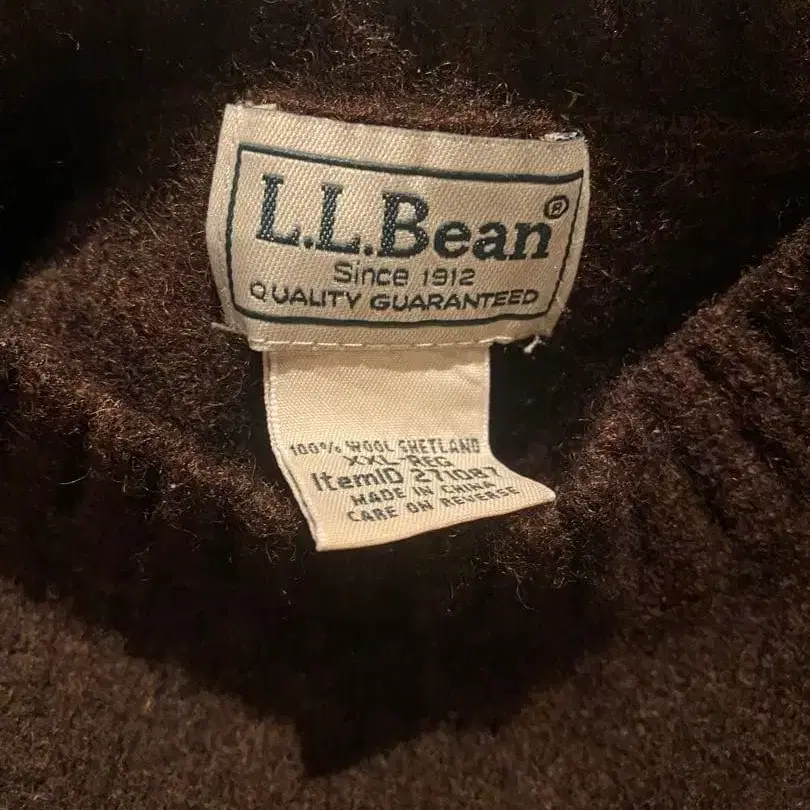 L.L.Bean®
Since 1912
QUALITY GUARANTEED
100% WOOL SHETLAND
XXL-REG
ItemID 271087
MADE IN CHINA
CARE ON REVERSE